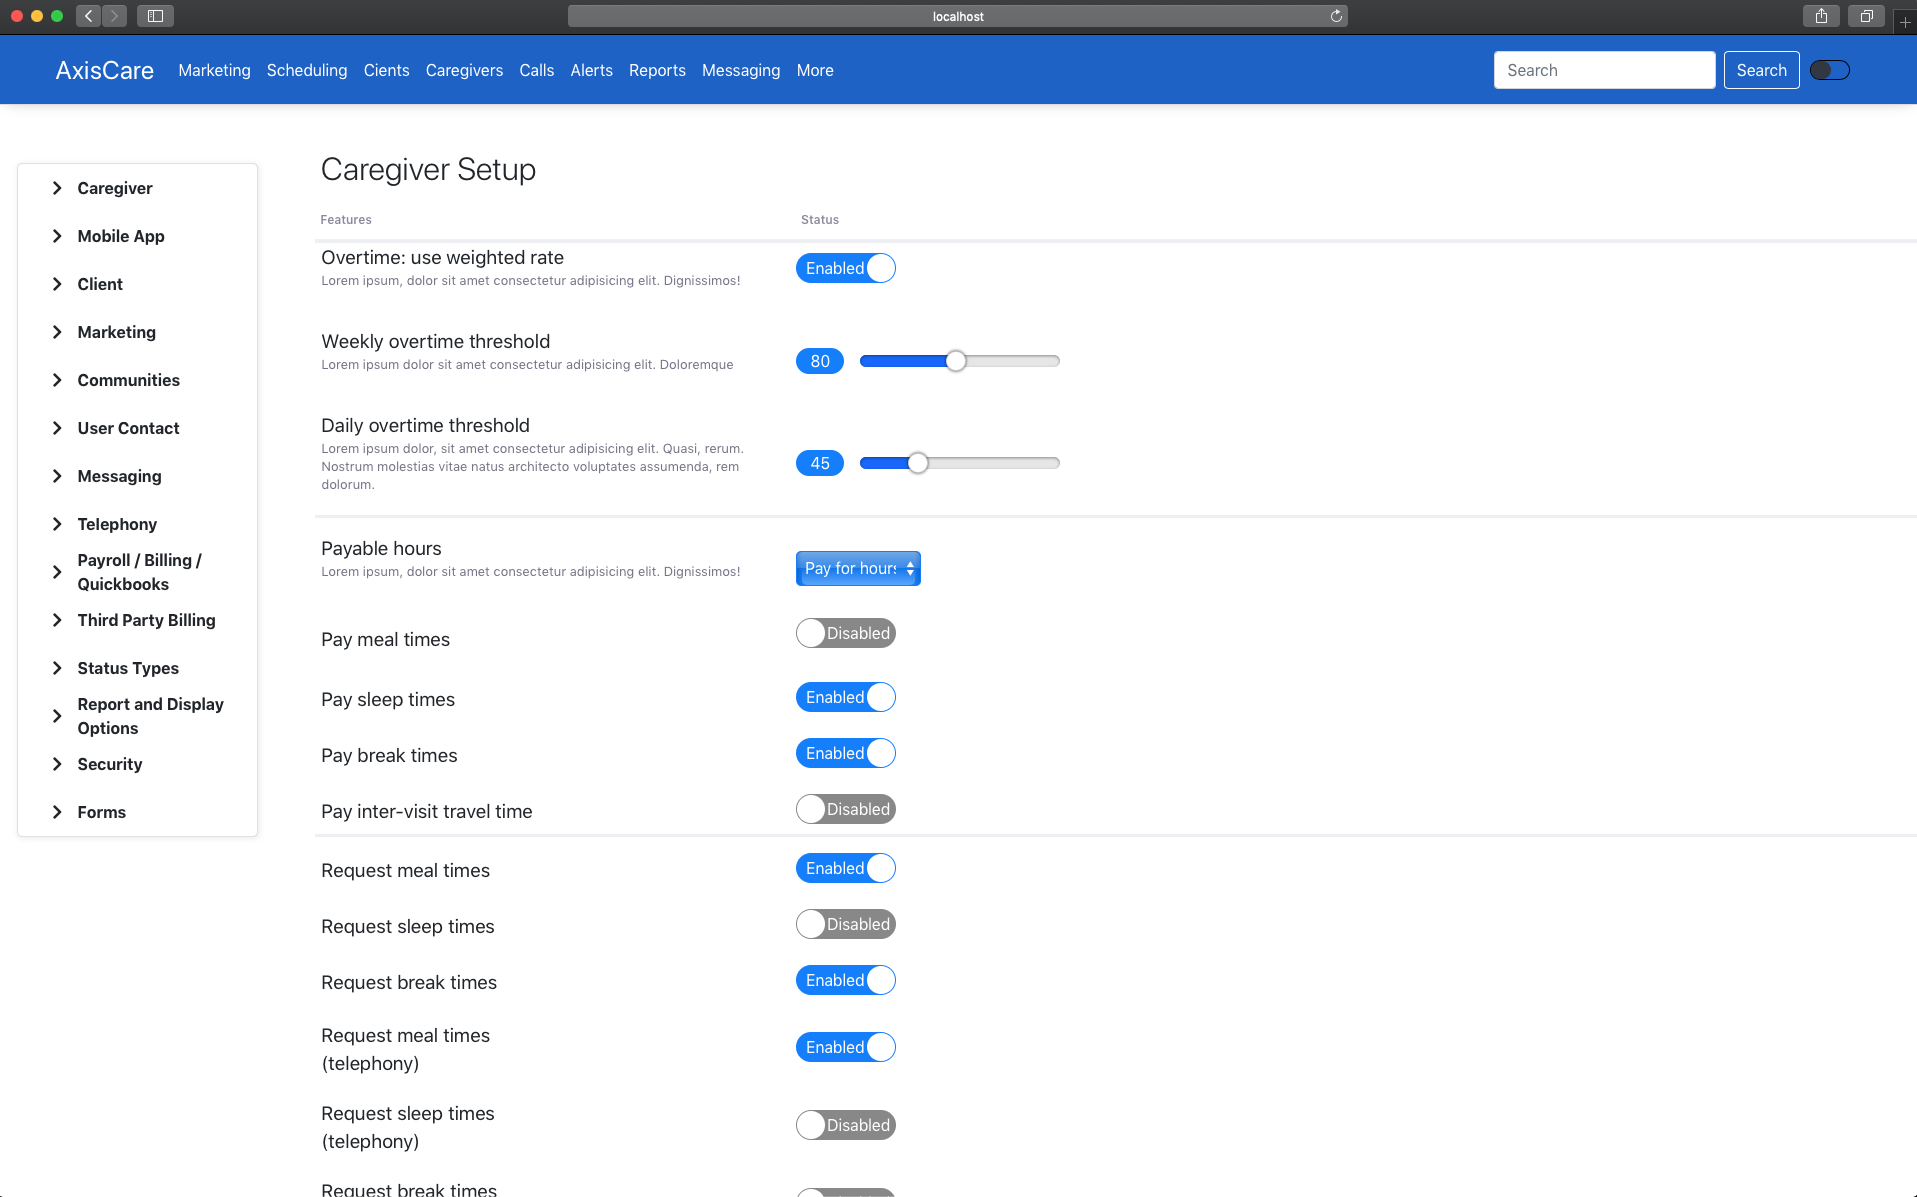 localhost
AxisCare Marketing Scheduling Cients Caregivers Calls Alerts Reports Messaging More Search Search
Caregiver
Mobile App
Client
Marketing
Communities
User Contact
Messaging
Telephony
Payroll / Billing /
Quickbooks
Third Party Billing
Status Types
Report and Display
Options
Security
Forms
Caregiver Setup
Features Status
Overtime: use weighted rate
Lorem ipsum, dolor sit amet consectetur adipisicing elit. Dignissimos!
Enabled
Weekly overtime threshold
Lorem ipsum dolor sit amet consectetur adipisicing elit. Doloremque
80
Daily overtime threshold
Lorem ipsum dolor, sit amet consectetur adipisicing elit. Quasi, rerum.
Nostrum molestias vitae natus architecto voluptates assumenda, rem
dolorum.
45
Payable hours
Lorem ipsum, dolor sit amet consectetur adipisicing elit. Dignissimos!
Pay for hours
Pay meal times Disabled
Pay sleep times Enabled
Pay break times Enabled
Pay inter-visit travel time Disabled
Request meal times Enabled
Request sleep times Disabled
Request break times Enabled
Request meal times
(telephony)
Enabled
Request sleep times
(telephony)
Disabled
Request break times